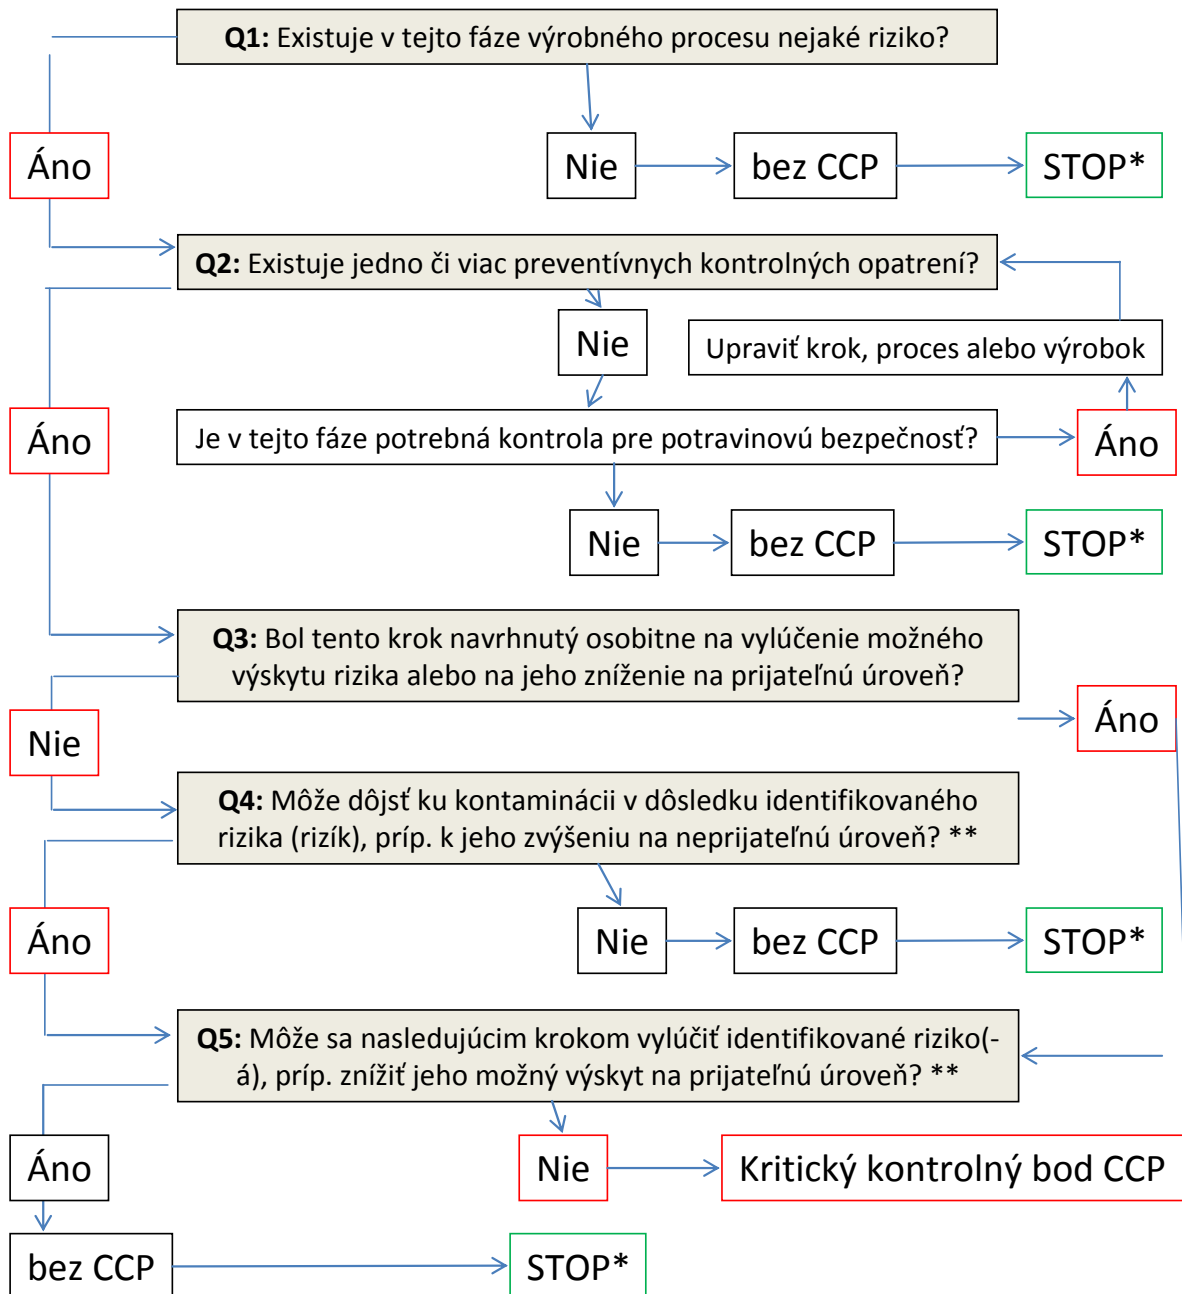 Q1: Existuje v tejto fáze výrobného procesu nejaké riziko?
Áno
Nie
bez CCP
STOP*
Q2: Existuje jedno či viac preventívnych kontrolných opatrení?
Nie
Upraviť krok, proces alebo výrobok
Áno
Je v tejto fáze potrebná kontrola pre potravinovú bezpečnosť?
Áno
Nie
bez CCP
STOP*
Q3: Bol tento krok navrhnutý osobitne na vylúčenie možného
výskytu rizika alebo na jeho zníženie na prijateľnú úroveň?
Nie
Áno
Q4: Môže dôjsť ku kontaminácii v dôsledku identifikovaného
rizika (rizík), príp. k jeho zvýšeniu na neprijateľnú úroveň? **
Áno
Nie
bez CCP
STOP*
Q5: Môže sa nasledujúcim krokom vylúčiť identifikované riziko(-
á), príp. znížiť jeho možný výskyt na prijateľnú úroveň? **
Áno
Nie
Kritický kontrolný bod CCP
bez CCP
STOP*